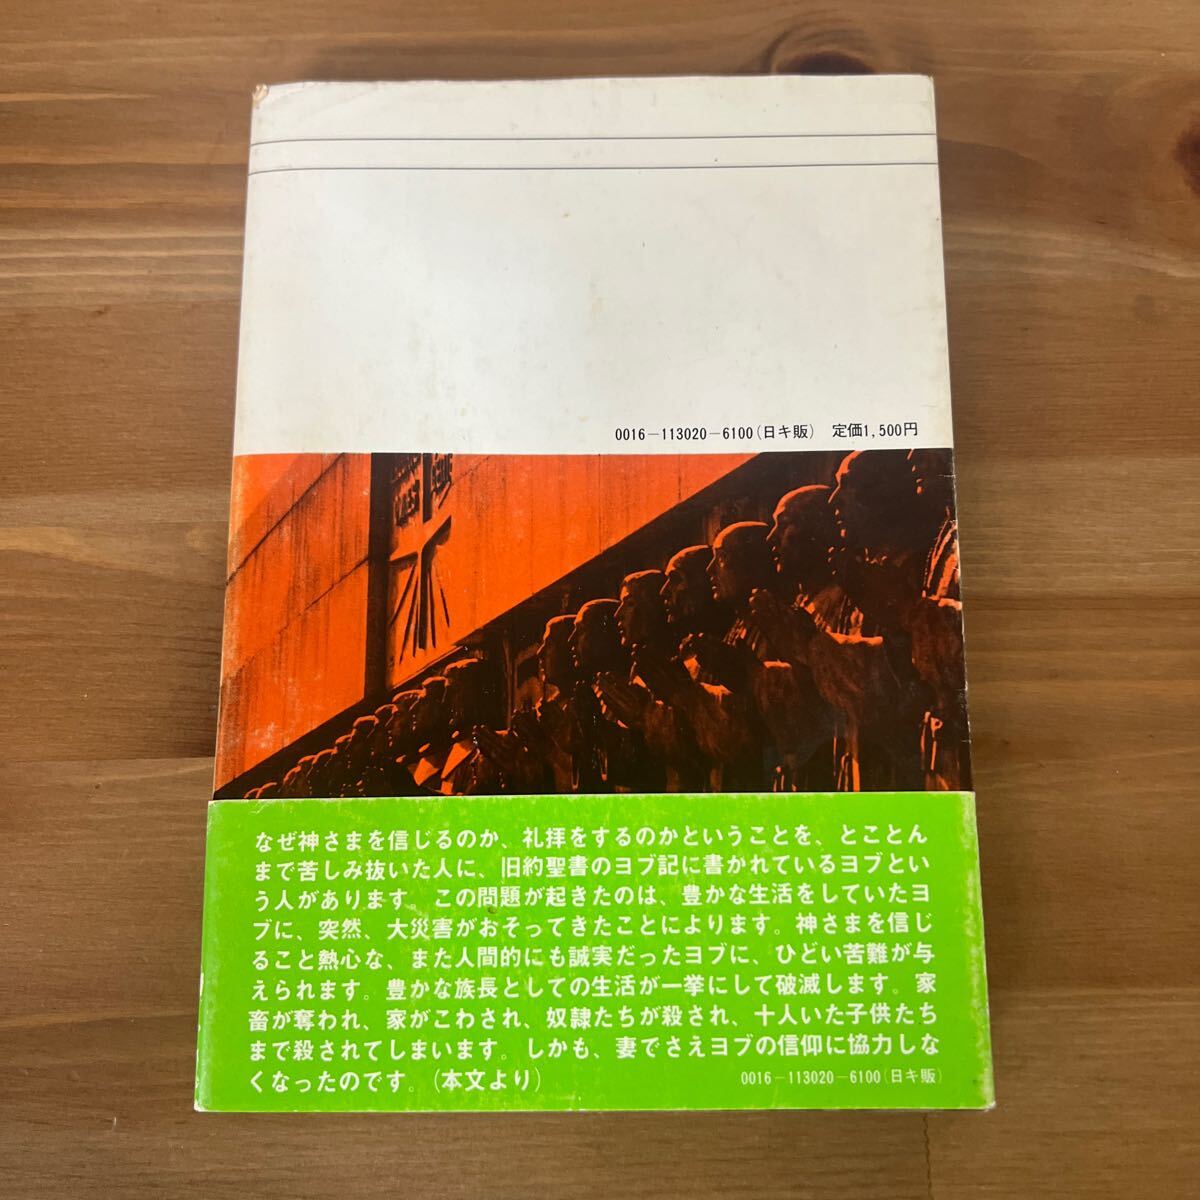 0016-113020-6100(日キ販) 定価1,500円
なぜ神さまを信じるのか、礼拝をするのかということを、とことん
まで苦しみ抜いた人に、旧約聖書のヨブ記に書かれているヨブとい
う人があります。この問題が起きたのは、豊かな生活をしていたヨ
ブに、突然、大災害がおそってきたことによります。神さまを信じ
ること熱心な、また人間的にも誠実だったヨブに、ひどい苦難が与
えられます。豊かな族長としての生活が一挙にして破滅します。家
畜が奪われ、家がこわされ、奴隷たちが殺され、十人いた子供たち
まで殺されてしまいます。しかも、妻でさえヨブの信仰に協力しな
くなったのです。(本文より)
0016-113020-6100(日キ販)